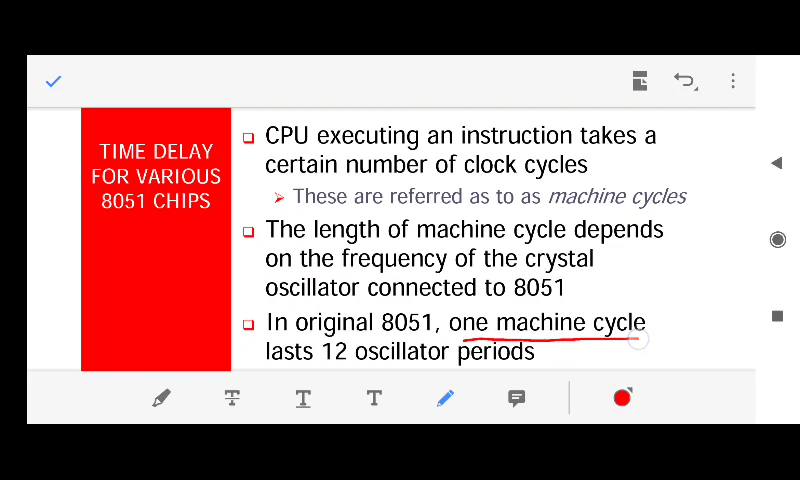 TIME DELAY
FOR VARIOUS
8051 CHIPS
CPU executing an instruction takes a
certain number of clock cycles
These are referred as to as machine cycles
The length of machine cycle depends
on the frequency of the crystal
oscillator connected to 8051
In original 8051, one machine cycle
lasts 12 oscillator periods